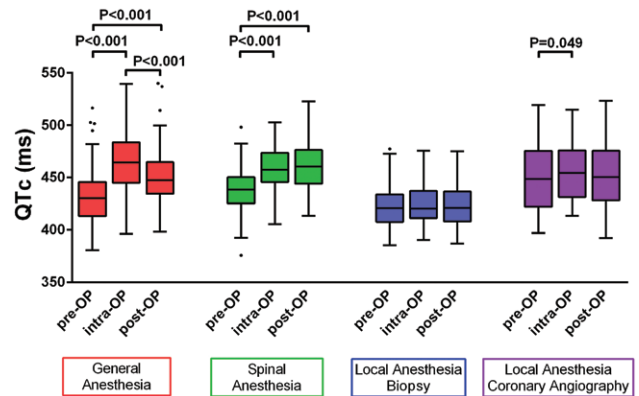 P<0.001
P<0.001
P<0.001
P<0.001
P<0.001
P=0.049
QTc (ms)
550
500
450
400
350
pre-OP
intra-OP
post-OP
pre-OP
intra-OP
post-OP
pre-OP
intra-OP
post-OP
pre-OP
intra-OP
post-OP
General
Anesthesia
Spinal
Anesthesia
Local Anesthesia
Biopsy
Local Anesthesia
Coronary Angiography